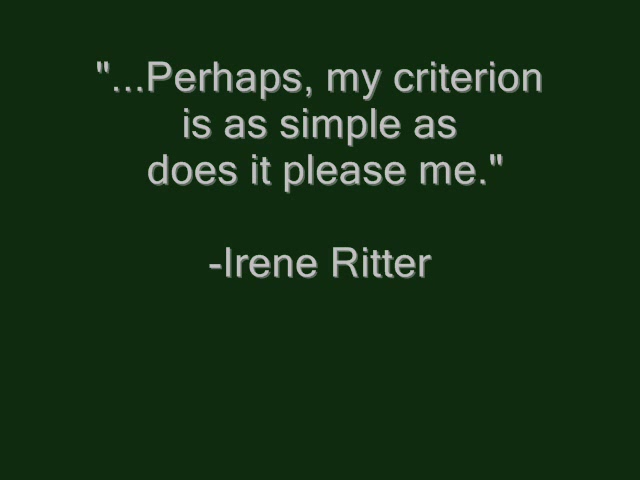 "...Perhaps, my criterion
is as simple as
does it please me."
-Irene Ritter